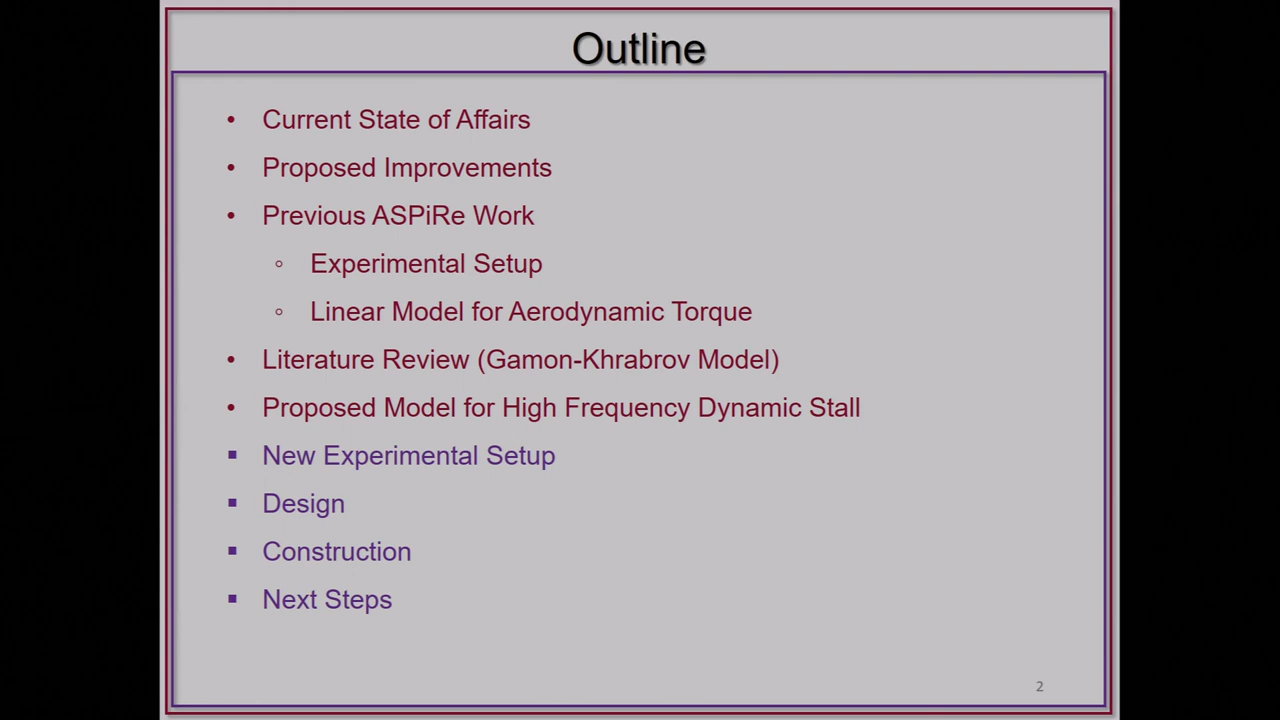 Outline
• Current State of Affairs
• Proposed Improvements
• Previous ASPiRe Work
◦ Experimental Setup
◦ Linear Model for Aerodynamic Torque
• Literature Review (Gamon-Khrabrov Model)
• Proposed Model for High Frequency Dynamic Stall
▪ New Experimental Setup
▪ Design
▪ Construction
▪ Next Steps
2